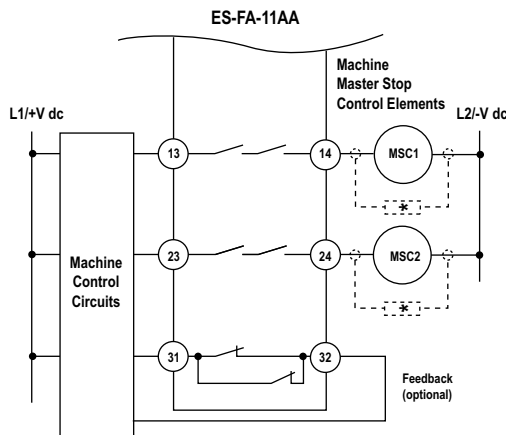 ES-FA-11AA
Machine
Master Stop
Control Elements
L1/+V dc
L2/-V dc
13
14
MSC1
*
23
24
MSC2
*
Machine
Control
Circuits
31
32
Feedback
(optional)